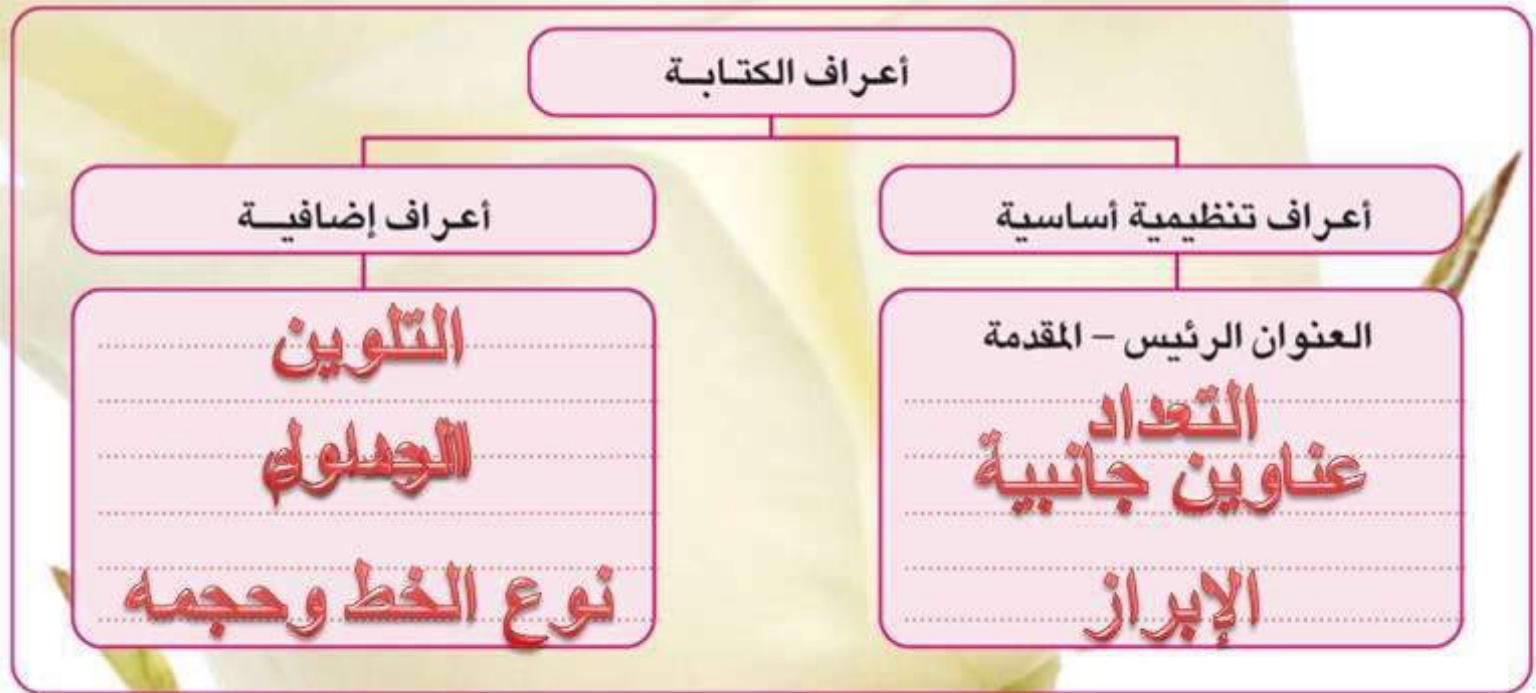 أعراف الكتابة
أعراف تنظيمية أساسية
العنوان الرئيس – المقدمة
التعداد
عناوين جانبية
الإبراز
أعراف إضافية
التلوين
نوع الخط وحجمه